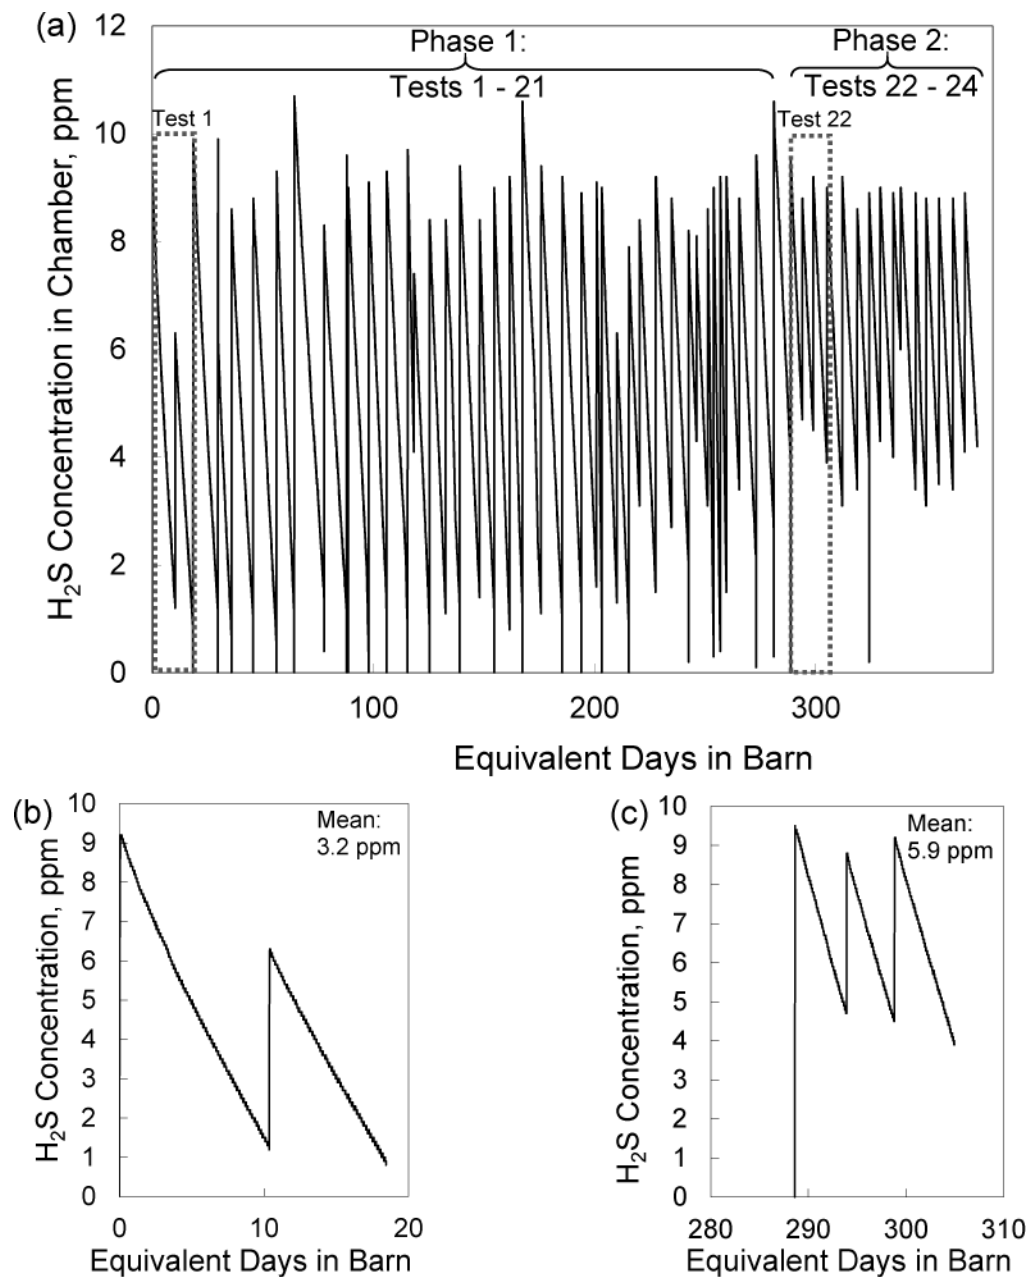 (a)
H₂S Concentration in Chamber, ppm
12
10
8
6
4
2
0
Phase 1:
Tests 1 - 21
Phase 2:
Tests 22 - 24
Test 1
Test 22
0 100 200 300
Equivalent Days in Barn
(b)
H₂S Concentration, ppm
10
9
8
7
6
5
4
3
2
1
0
Mean:
3.2 ppm
0 10 20
Equivalent Days in Barn
(c)
H₂S Concentration, ppm
10
9
8
7
6
5
4
3
2
1
0
Mean:
5.9 ppm
280 290 300 310
Equivalent Days in Barn